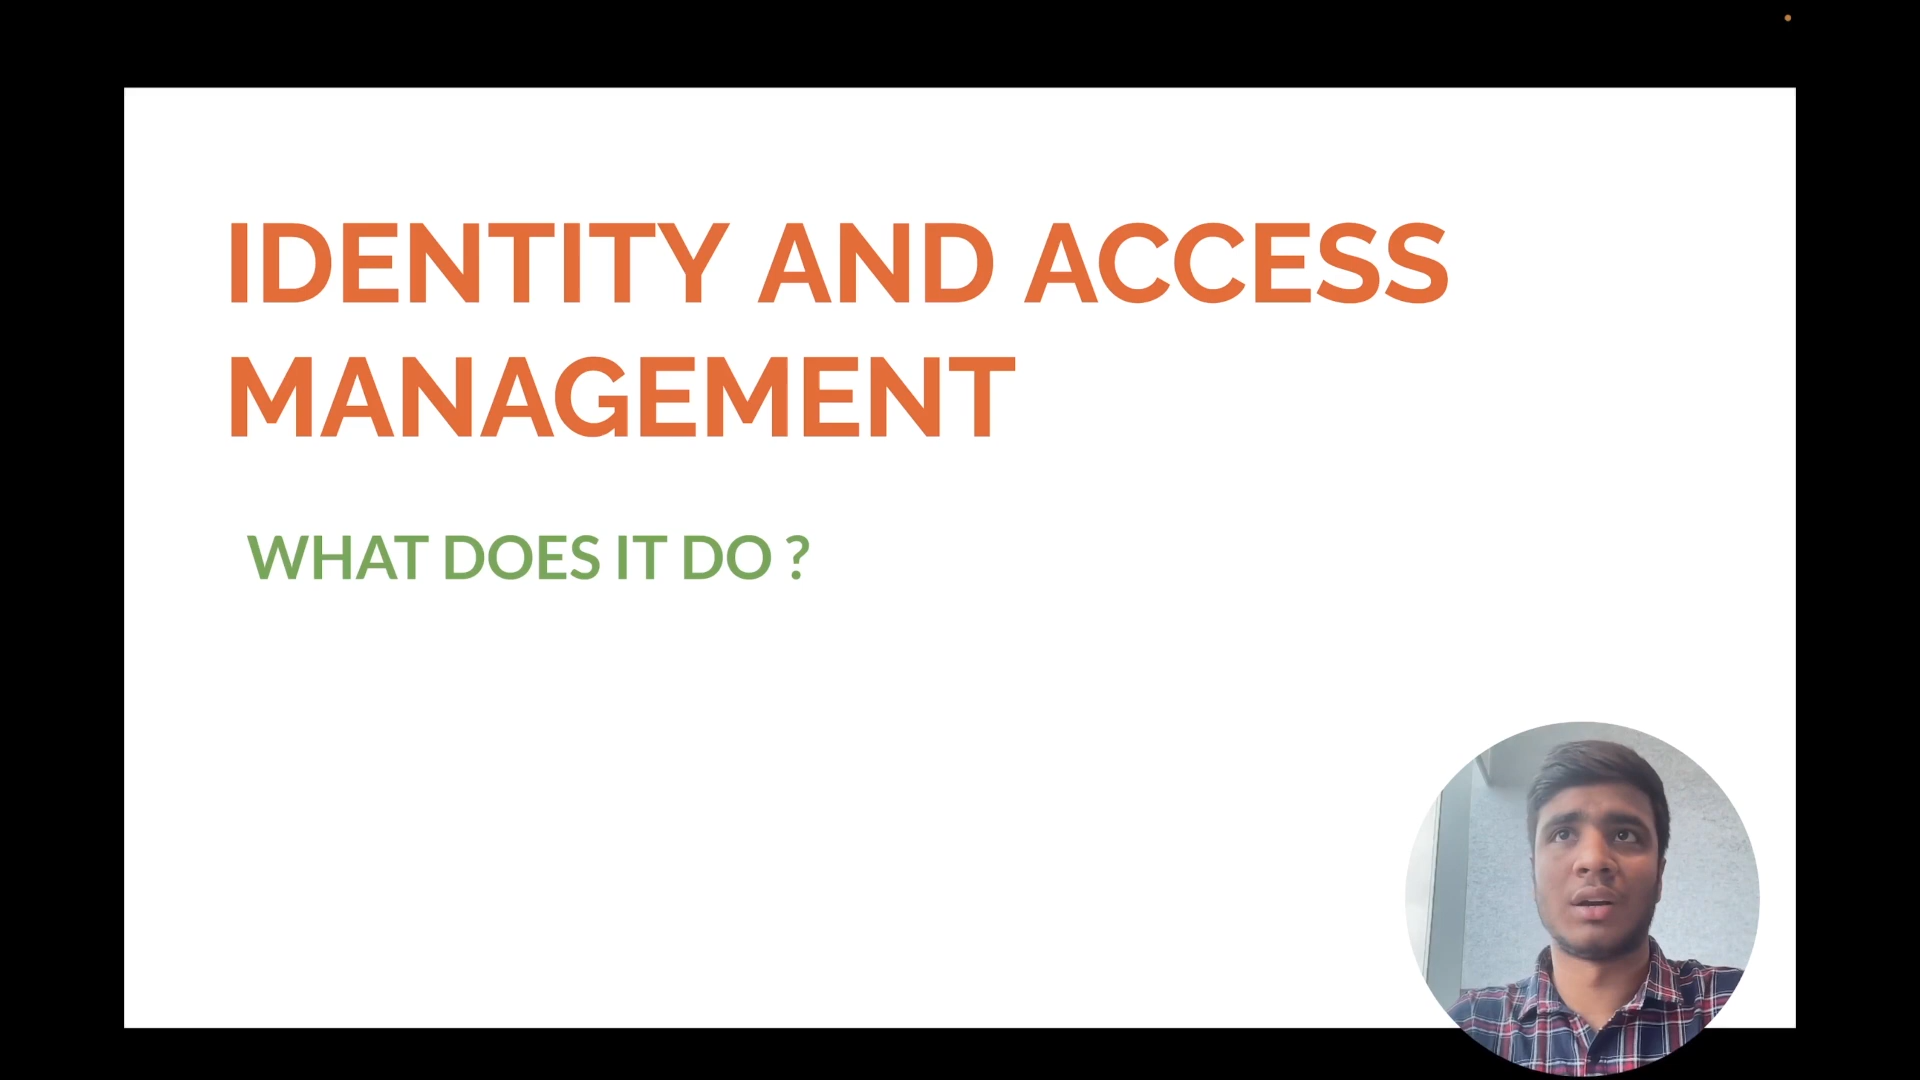 IDENTITY AND ACCESS
MANAGEMENT
WHAT DOES IT DO ?